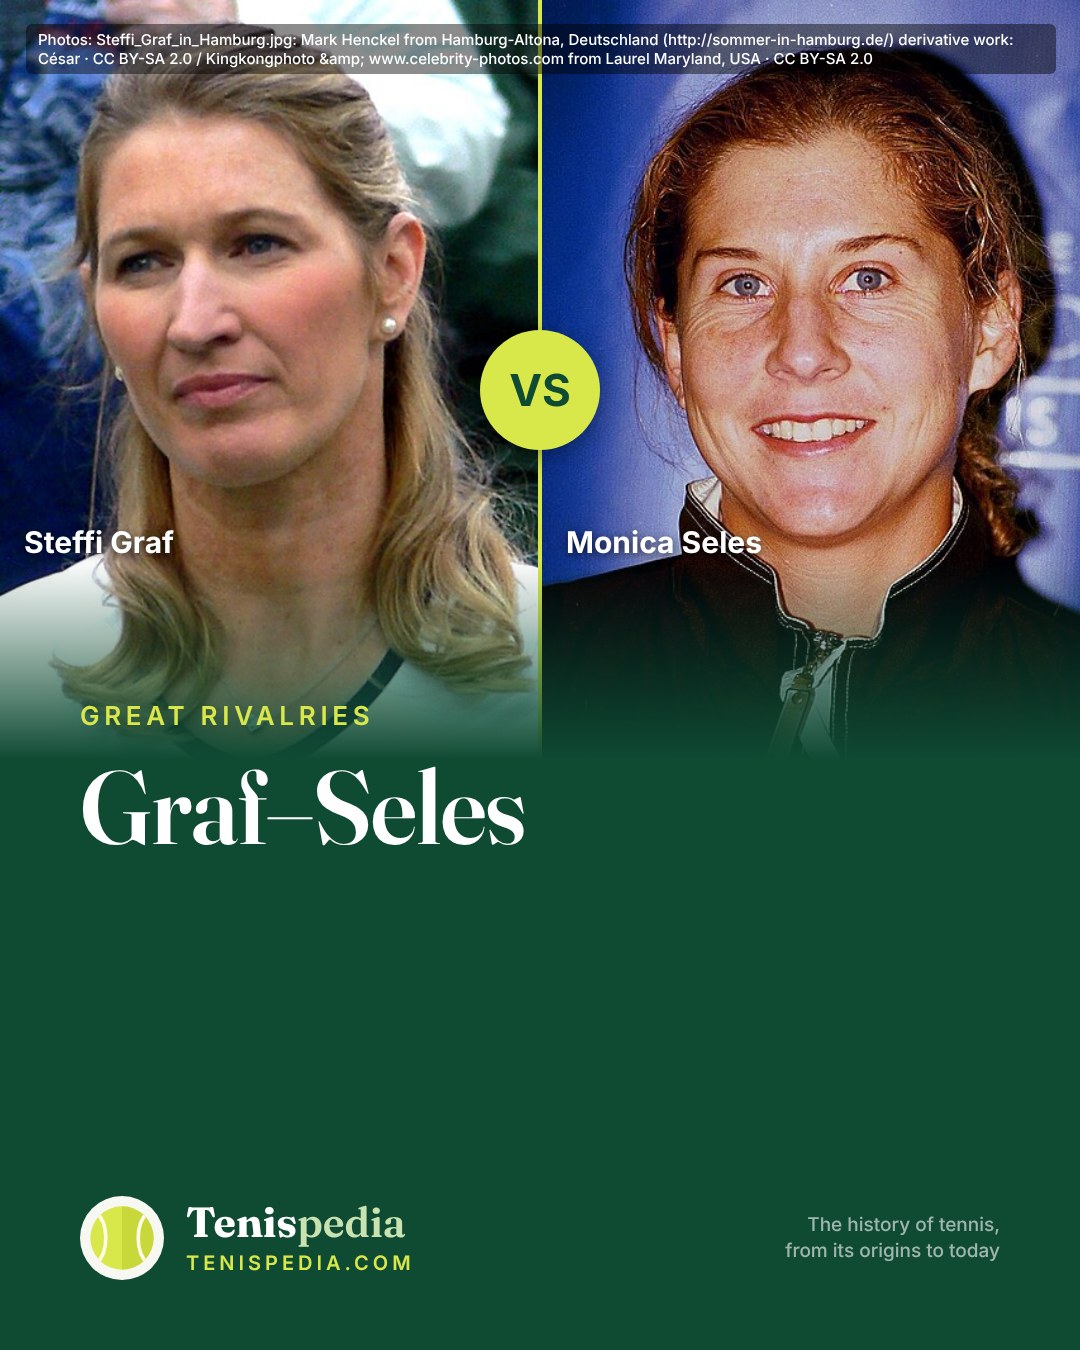 Photos: Steffi_Graf_in_Hamburg.jpg: Mark Henckel from Hamburg-Altona, Deutschland (http://sommer-in-hamburg.de/) derivative work:
César · CC BY-SA 2.0 / Kingkongphoto &amp; www.celebrity-photos.com from Laurel Maryland, USA · CC BY-SA 2.0
VS
Steffi Graf
Monica Seles
GREAT RIVALRIES
Graf–Seles
Tenispedia
TENISPEDIA.COM
The history of tennis,
from its origins to today